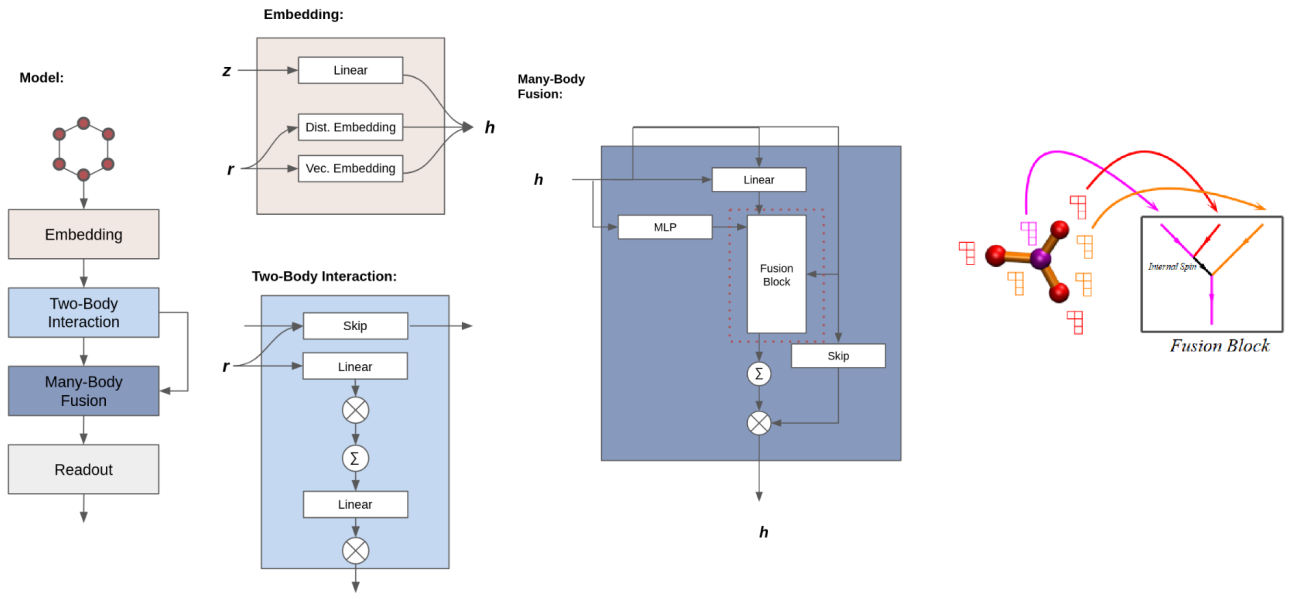 Model:
Embedding
Two-Body
Interaction
Many-Body
Fusion
Readout
Embedding:
z
Linear
Dist. Embedding
h
r
Vec. Embedding
Two-Body Interaction:
Skip
r
Linear
Σ
Linear
Many-Body
Fusion:
h
Linear
MLP
Fusion
Block
Skip
Σ
h
Internal Spin
Fusion Block